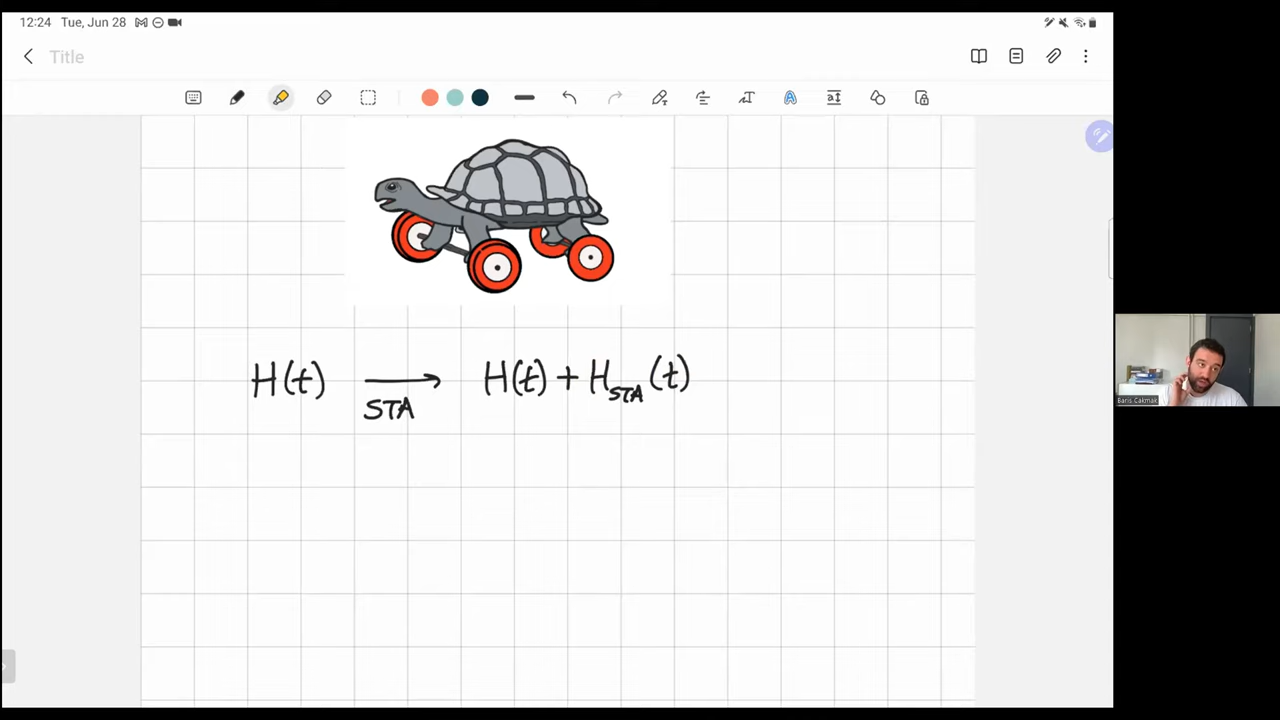 12:24 Tue, Jun 28
Title
H(t) → H(t) + H_STA(t)
STA
Baris Cakmak